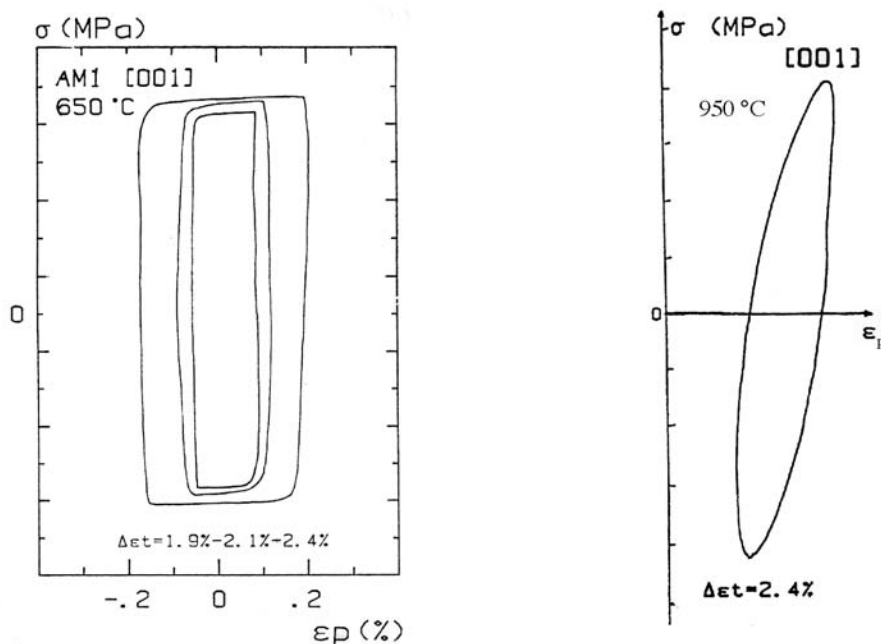 σ (MPa)
AM1 [001]
650 °C
0
Δεt=1.9%-2.1%-2.4%
-.2 0 .2
εp (%)
σ (MPa)
[001]
950 °C
0
εp
Δεt=2.4%